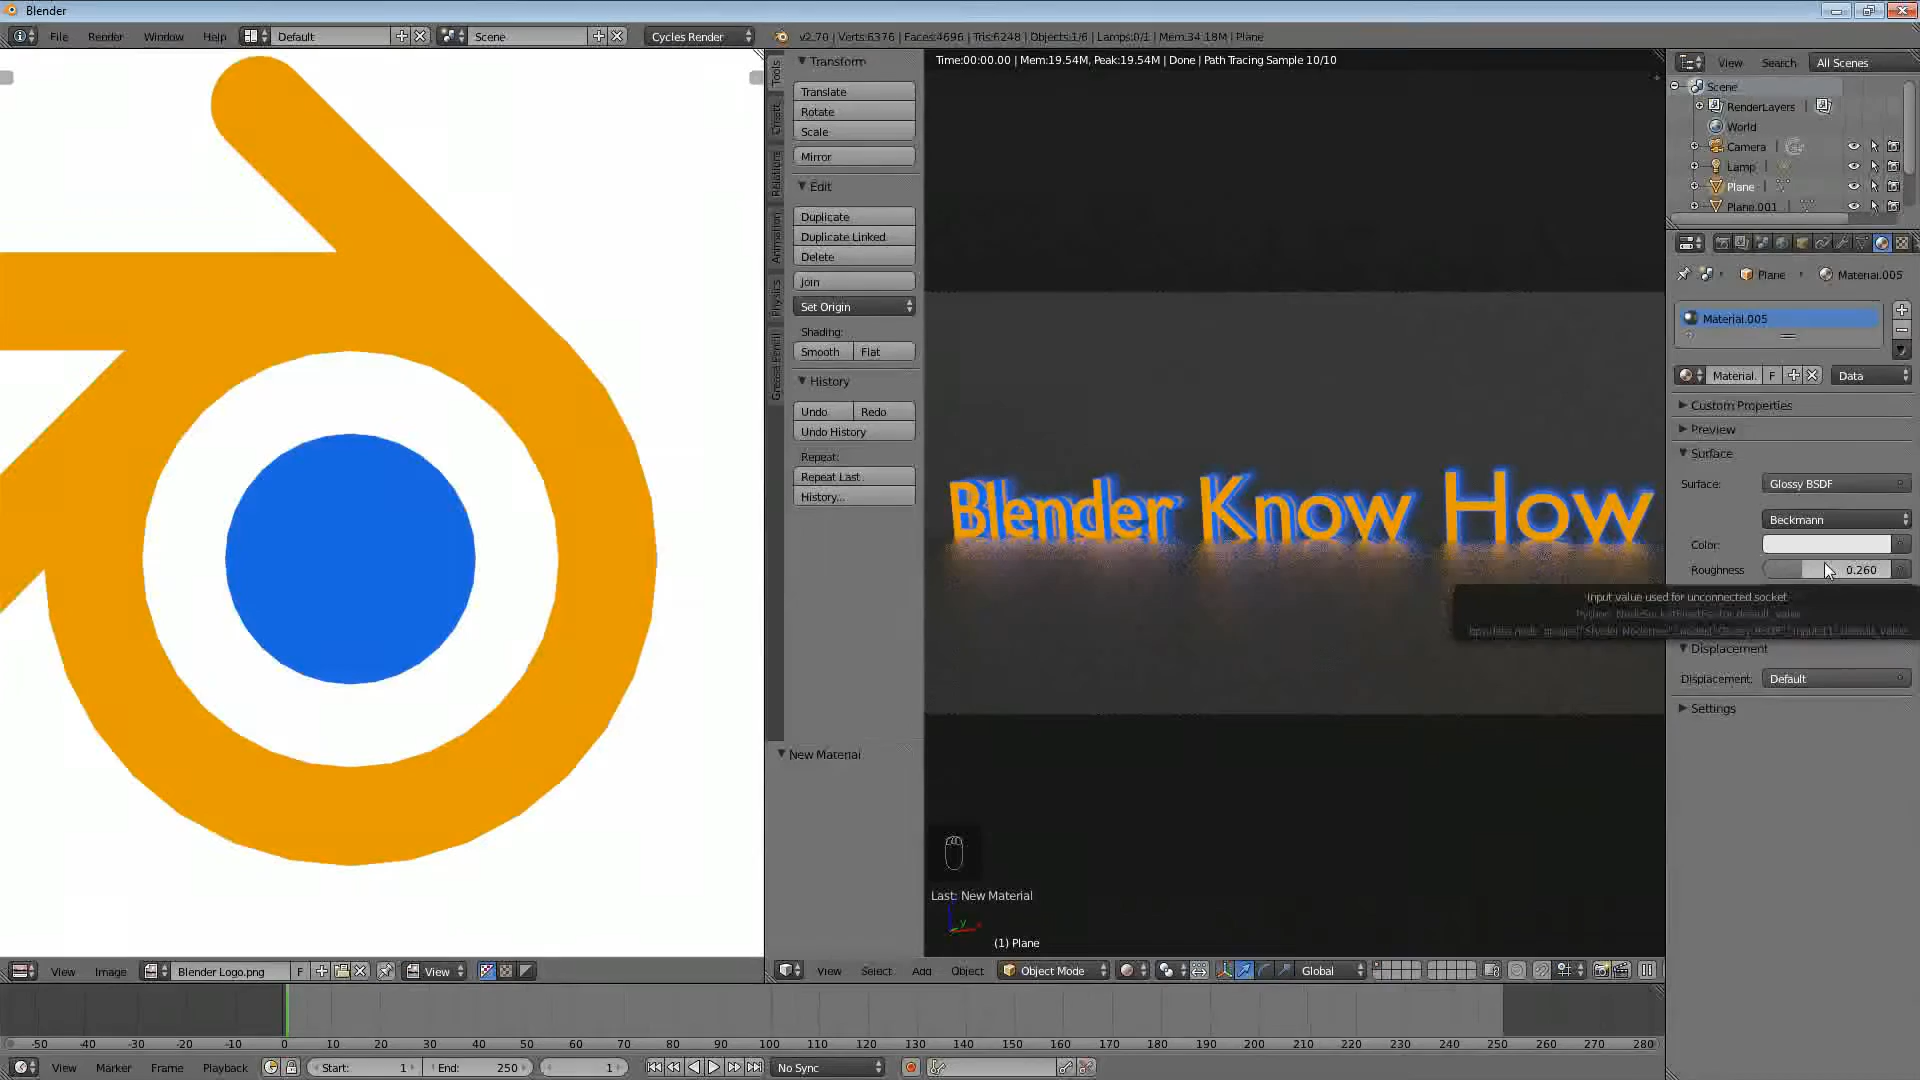 Blender
File Render Window Help Default Scene Cycles Render v2.70 | Verts:6376 | Faces:4696 | Tris:6248 | Objects:1/6 | Lamps:0/1 | Mem:34.18M | Plane
Tools
Create
Relations
Animation
Physics
Grease Pencil
Transform
Translate
Rotate
Scale
Mirror
Edit
Duplicate
Duplicate Linked
Delete
Join
Set Origin
Shading:
Smooth Flat
History
Undo Redo
Undo History
Repeat:
Repeat Last
History...
New Material
Time:00:00.00 | Mem:19.54M, Peak:19.54M | Done | Path Tracing Sample 10/10
Blender Know How
Last: New Material
y
(1) Plane
View Search All Scenes
Scene
RenderLayers
World
Camera
Lamp
Plane
Plane.001
Plane Material.005
Material.005
Material. F Data
Custom Properties
Preview
Surface
Surface: Glossy BSDF
Beckmann
Color:
Roughness 0.260
Input value used for unconnected socket
Displacement
Displacement: Default
Settings
View Image Blender Logo.png F View
View Select Add Object Object Mode Global
-50 -40 -30 -20 -10 0 10 20 30 40 50 60 70 80 90 100 110 120 130 140 150 160 170 180 190 200 210 220 230 240 250 260 270 280
View Marker Frame Playback Start: 1 End: 250 1 No Sync